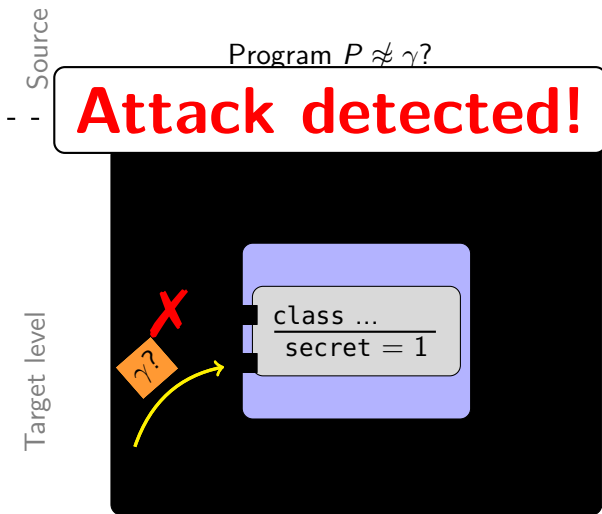 Source
Program P ≉ γ?
Attack detected!
Target level
✗
γ?
class ...
secret = 1